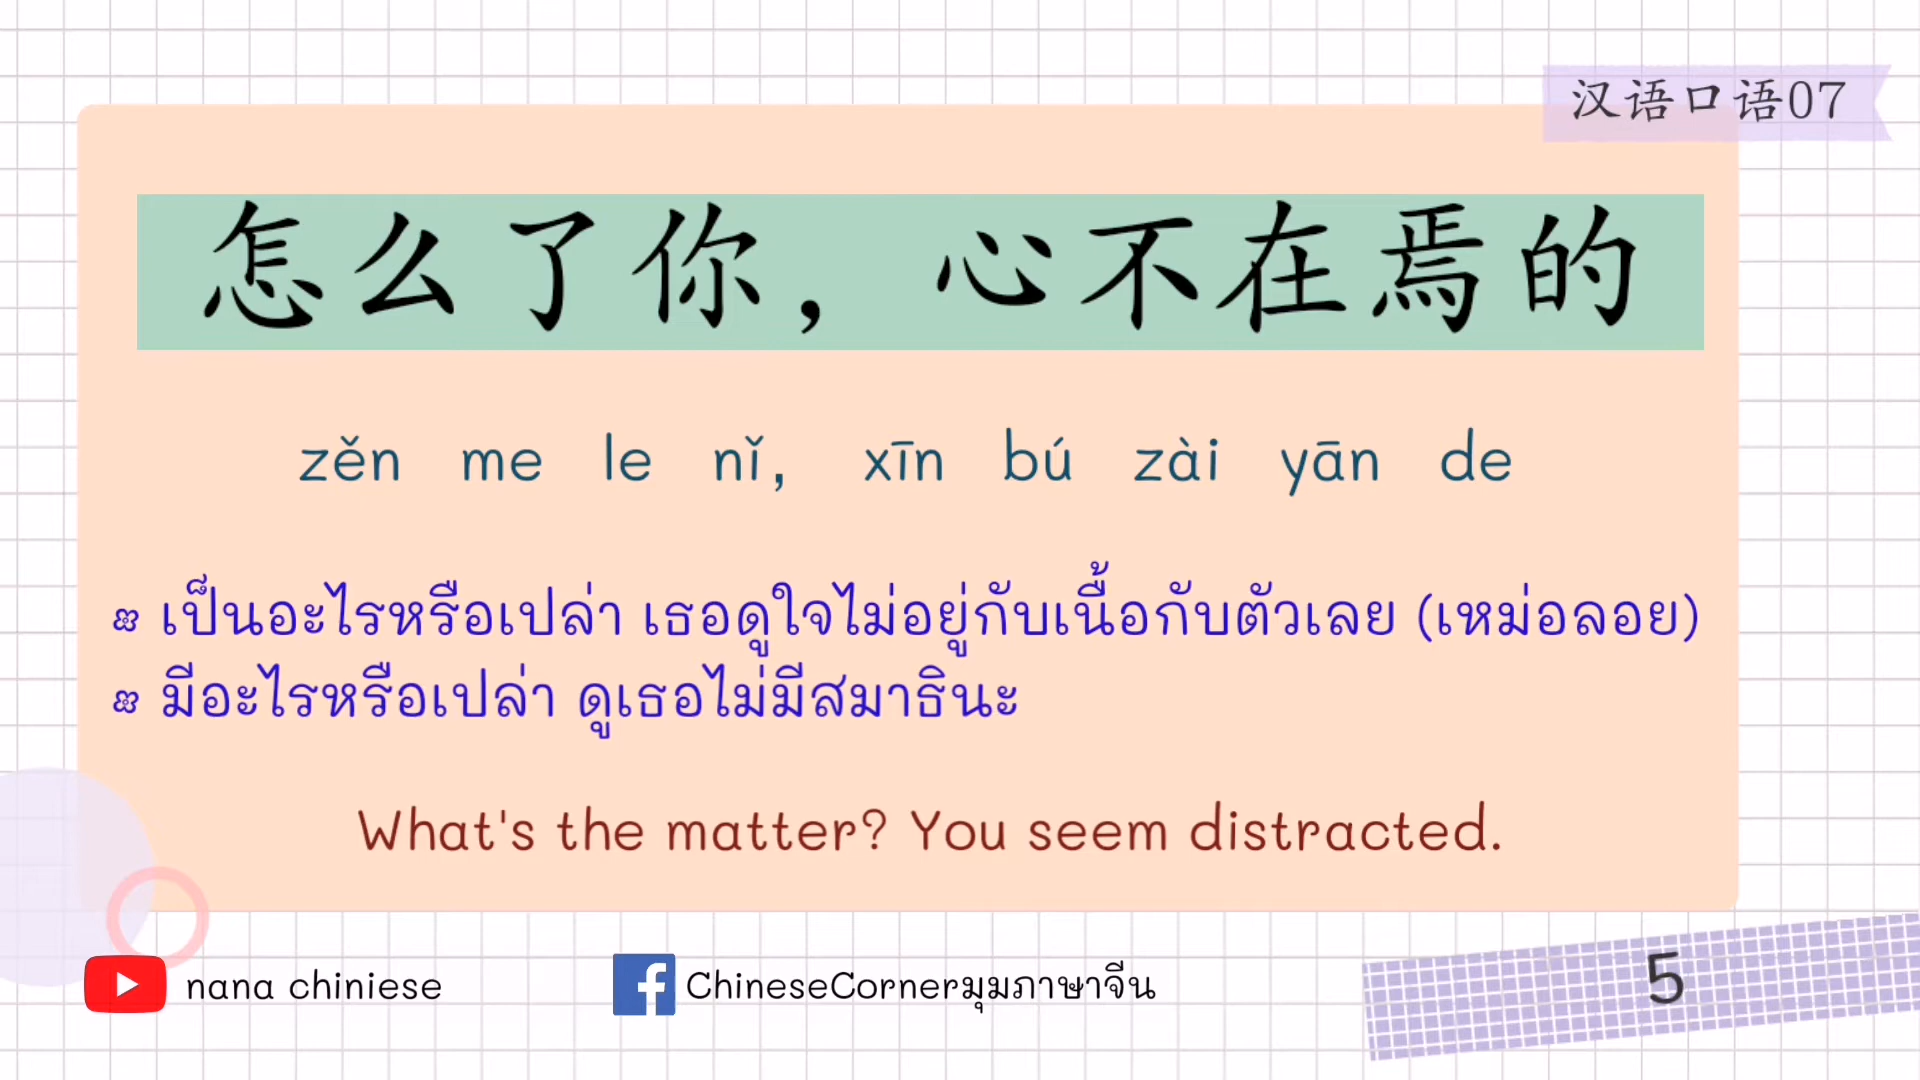 汉语口语07
怎么了你，心不在焉的
zěn me le nǐ, xīn bú zài yān de
เป็นอะไรหรือเปล่า เธอดูใจไม่อยู่กับเนื้อกับตัวเลย (เหม่อลอย)
มีอะไรหรือเปล่า ดูเธอไม่มีสมาธินะ
What's the matter? You seem distracted.
nana chiniese
ChineseCornerมุมภาษาจีน
5